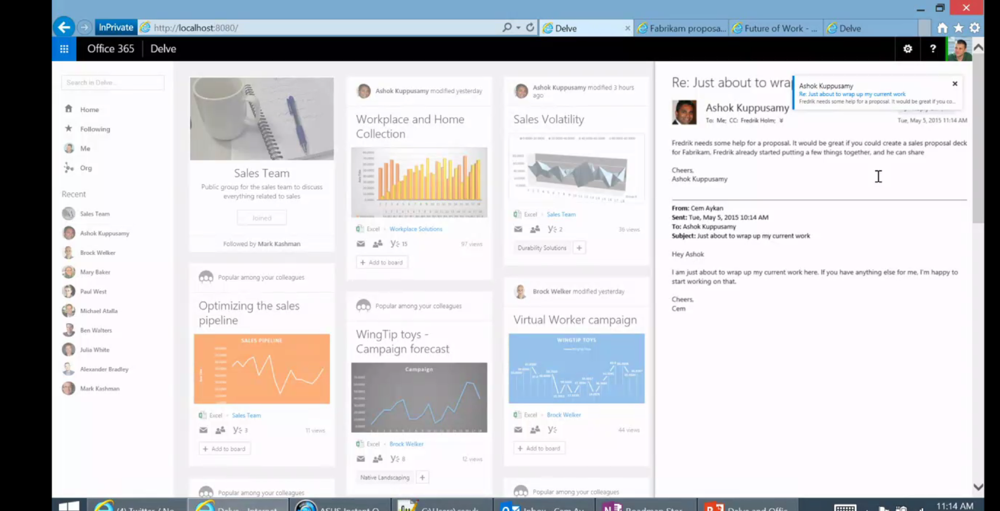 InPrivate
http://localhost:8080/
Delve
Fabrikam proposa...
Future of Work - ...
Delve
Office 365
Delve
?
Search in Delve...
Home
Following
Me
Org
Recent
Sales Team
Ashok Kuppusamy
Brock Welker
Mary Baker
Paul West
Michael Atalla
Ben Walters
Julia White
Alexander Bradley
Mark Kashman
Sales Team
Public group for the sales team to discuss
everything related to sales
Joined
Followed by Mark Kashman
Popular among your colleagues
Optimizing the sales
pipeline
SALES PIPELINE
Excel
Sales Team
3
11 views
+ Add to board
Popular among your colleagues
Ashok Kuppusamy modified yesterday
Workplace and Home
Collection
Excel
Workplace Solutions
15
97 views
+ Add to board
Popular among your colleagues
WingTip toys -
Campaign forecast
Campaign
Excel
Brock Welker
8
12 views
Native Landscaping +
Ashok Kuppusamy modified 3 hours
ago
Sales Volatility
Excel
Sales Team
2
36 views
Durability Solutions +
Brock Welker modified yesterday
Virtual Worker campaign
WINGTIP TOYS
Excel
Brock Welker
44 views
+ Add to board
Popular among your colleagues
Re: Just about to wra
Ashok Kuppusamy
Re: Just about to wrap up my current work
Fredrik needs some help for a proposal. It would be great if you co...
Ashok Kuppusamy
To: Me; CC: Fredrik Holm;
Tue, May 5, 2015 11:14 AM
Fredrik needs some help for a proposal. It would be great if you could create a sales proposal deck
for Fabrikam, Fredrik already started putting a few things together, and he can share
Cheers,
Ashok Kuppusamy
From: Cem Aykan
Sent: Tue, May 5, 2015 10:14 AM
To: Ashok Kuppusamy
Subject: Just about to wrap up my current work
Hey Ashok
I am just about to wrap up my current work here. If you have anything else for me, I'm happy to
start working on that.
Cheers,
Cem
(4) Twitter / No
Delve - Internet
ASUS Instant O
Inbox - Cem Ay
Roadmap Stor
Delve and Offic
11:14 AM